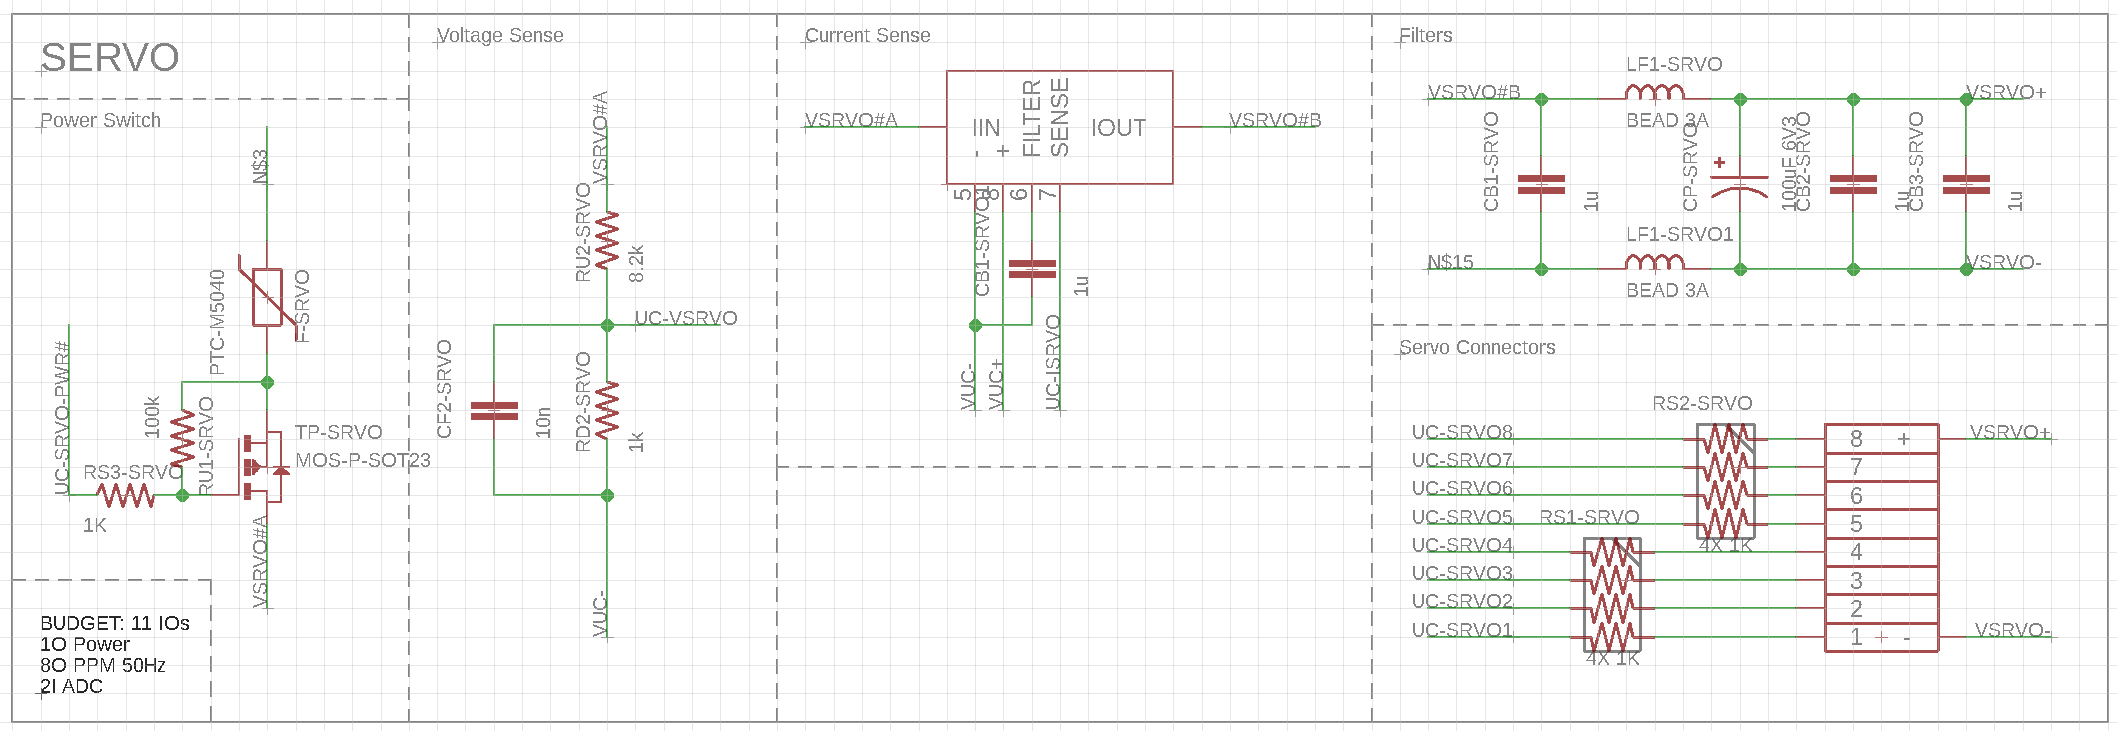 SERVO
Power Switch
N$3
PTC-M5040
F-SRVO
UC-SRVO-PWR#
100k
RU1-SRVO
RS3-SRVO
1K
TP-SRVO
MOS-P-SOT23
VSRVO#A
BUDGET: 11 IOs
1O Power
8O PPM 50Hz
2I ADC
Voltage Sense
VSRVO#A
RU2-SRVO
8.2k
UC-VSRVO
CF2-SRVO
10n
RD2-SRVO
1k
VUC-
Current Sense
VSRVO#A
IIN
- +
FILTER
SENSE
IOUT
VSRVO#B
5
8
6
7
CB1-SRVO1
1u
VUC-
VUC+
UC-ISRVO
Filters
LF1-SRVO
VSRVO#B
BEAD 3A
VSRVO+
CB1-SRVO
1u
CP-SRVO
100uF 6V3
CB2-SRVO
1u
CB3-SRVO
1u
LF1-SRVO1
N$15
BEAD 3A
VSRVO-
Servo Connectors
RS2-SRVO
UC-SRVO8
8 +
VSRVO+
UC-SRVO7
7
UC-SRVO6
6
UC-SRVO5
RS1-SRVO
5
4X 1K
UC-SRVO4
4
UC-SRVO3
3
UC-SRVO2
2
UC-SRVO1
1 + -
VSRVO-
4X 1K